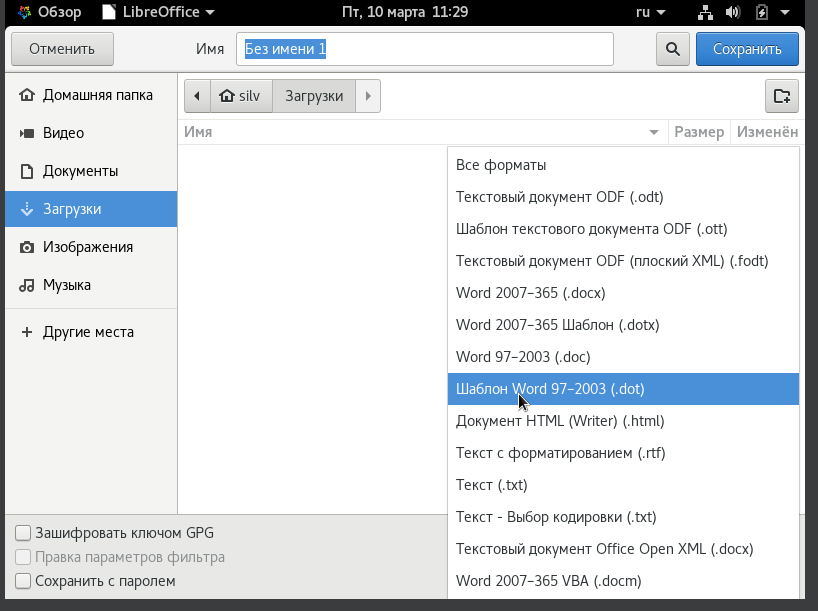 Обзор LibreOffice Пт, 10 марта 11:29 ru
Отменить Имя Без имени 1 Сохранить
Домашняя папка
Видео
Документы
Загрузки
Изображения
Музыка
Другие места
silv Загрузки
Имя Размер Изменён
Все форматы
Текстовый документ ODF (.odt)
Шаблон текстового документа ODF (.ott)
Текстовый документ ODF (плоский XML) (.fodt)
Word 2007–365 (.docx)
Word 2007–365 Шаблон (.dotx)
Word 97–2003 (.doc)
Шаблон Word 97–2003 (.dot)
Документ HTML (Writer) (.html)
Текст с форматированием (.rtf)
Текст (.txt)
Текст - Выбор кодировки (.txt)
Текстовый документ Office Open XML (.docx)
Word 2007–365 VBA (.docm)
Зашифровать ключом GPG
Правка параметров фильтра
Сохранить с паролем